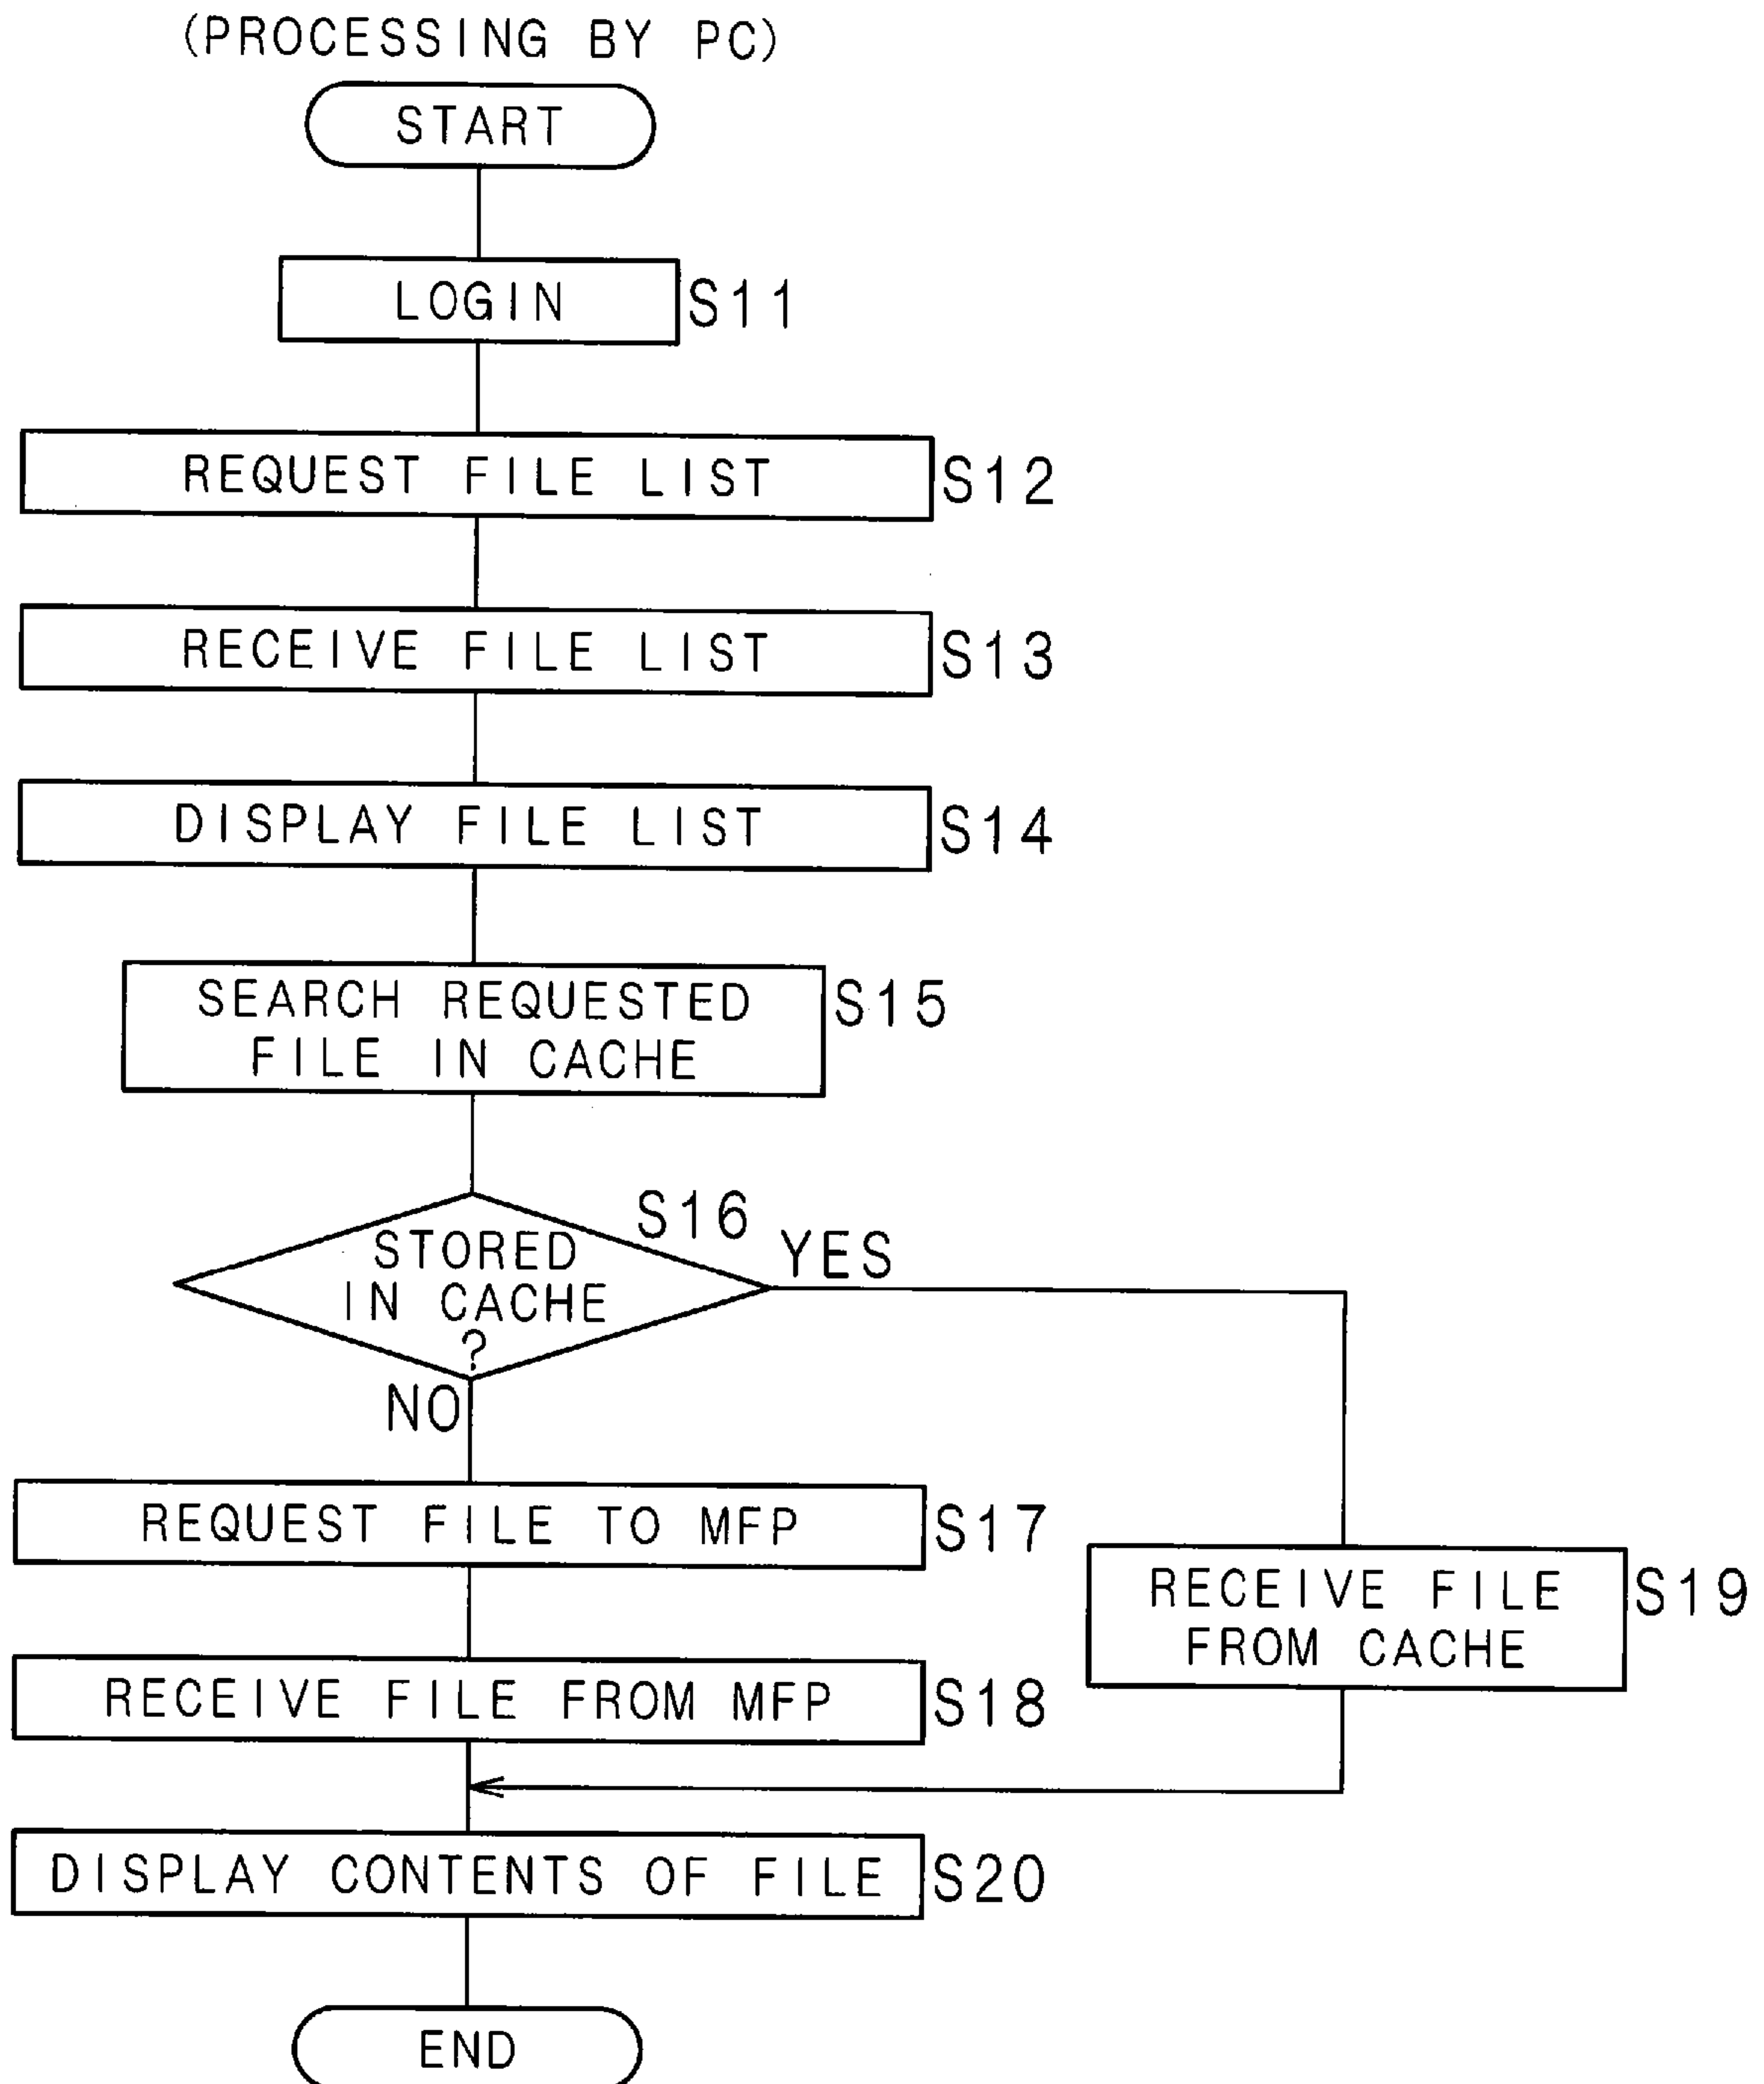 (PROCESSING BY PC)
START
LOGIN S11
REQUEST FILE LIST S12
RECEIVE FILE LIST S13
DISPLAY FILE LIST S14
SEARCH REQUESTED S15
FILE IN CACHE
S16
STORED
YES
IN CACHE
?
NO
REQUEST FILE TO MFP S17
RECEIVE FILE S19
FROM CACHE
RECEIVE FILE FROM MFP S18
DISPLAY CONTENTS OF FILE S20
END